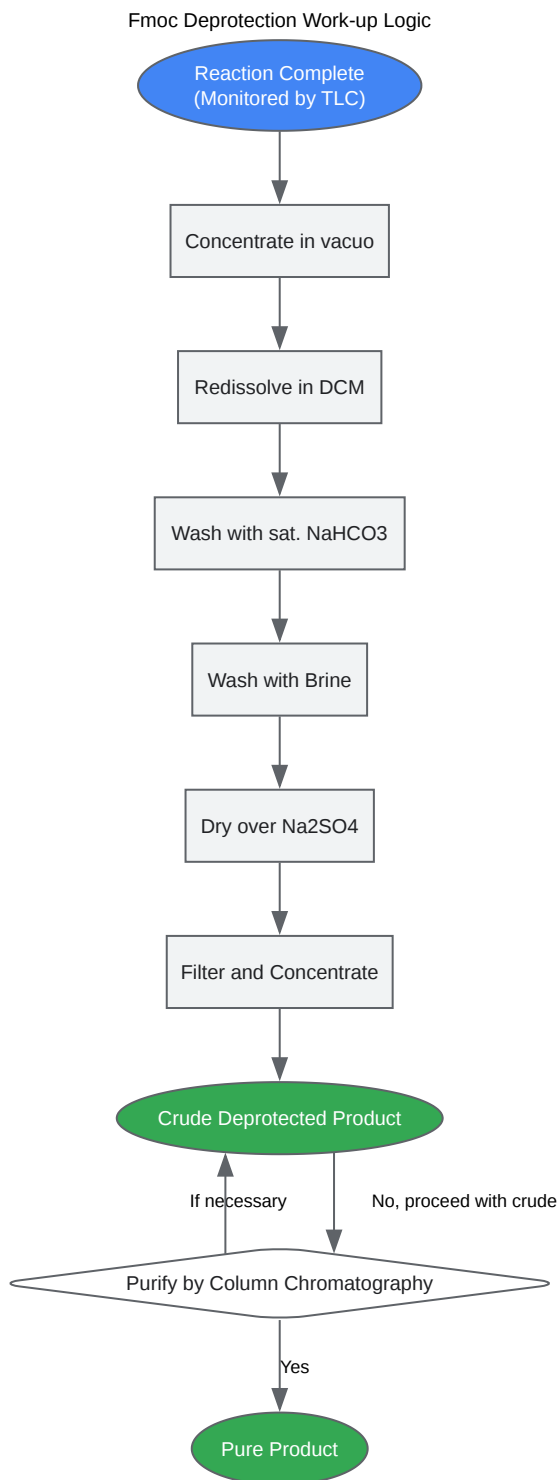 Fmoc Deprotection Work-up Logic
Reaction Complete
(Monitored by TLC)
Concentrate in vacuo
Redissolve in DCM
Wash with sat. NaHCO3
Wash with Brine
Dry over Na2SO4
Filter and Concentrate
Crude Deprotected Product
If necessary
No, proceed with crude
Purify by Column Chromatography
Yes
Pure Product